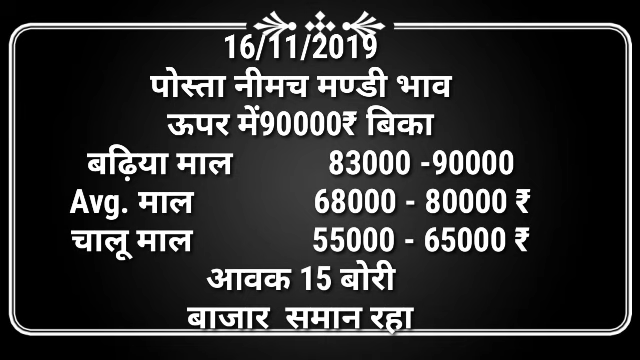 16/11/2019
पोस्ता नीमच मण्डी भाव
ऊपर में90000₹ बिका
बढ़िया माल 83000 -90000
Avg. माल 68000 - 80000 ₹
चालू माल 55000 - 65000 ₹
आवक 15 बोरी
बाजार समान रहा